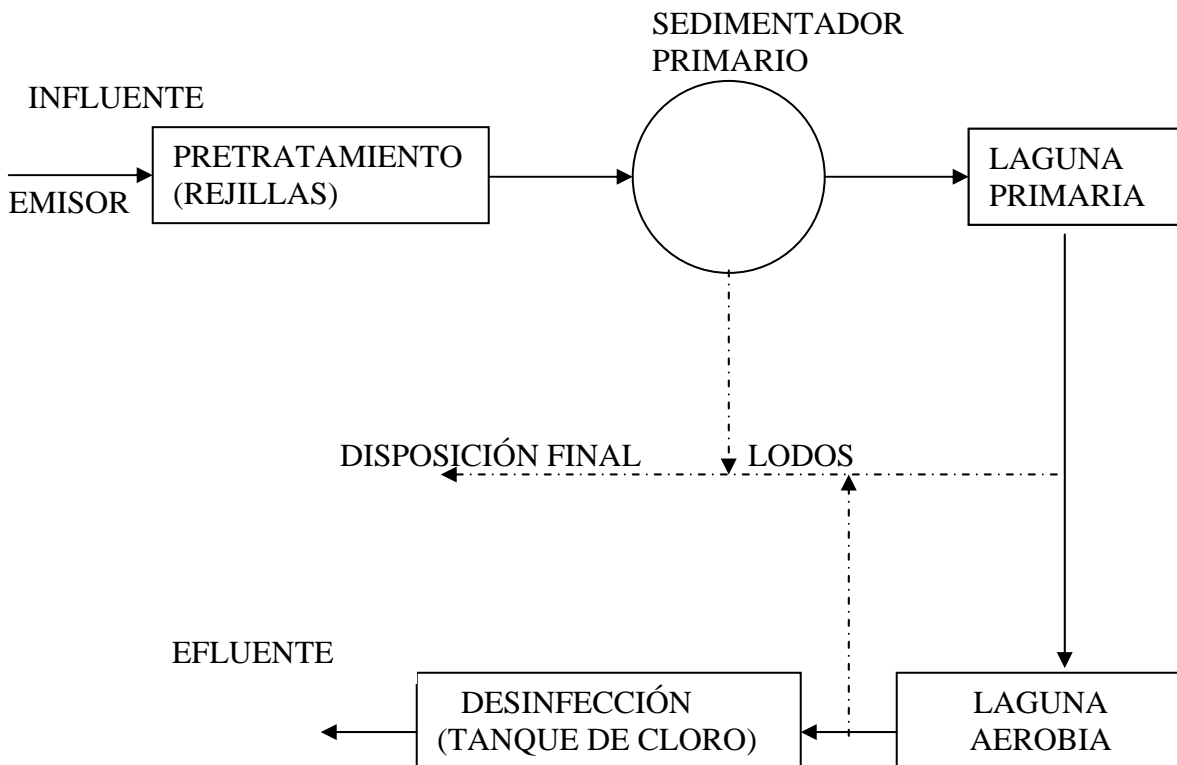 SEDIMENTADOR
PRIMARIO
INFLUENTE
EMISOR
PRETRATAMIENTO
(REJILLAS)
LAGUNA
PRIMARIA
DISPOSICIÓN FINAL
LODOS
EFLUENTE
DESINFECCIÓN
(TANQUE DE CLORO)
LAGUNA
AEROBIA